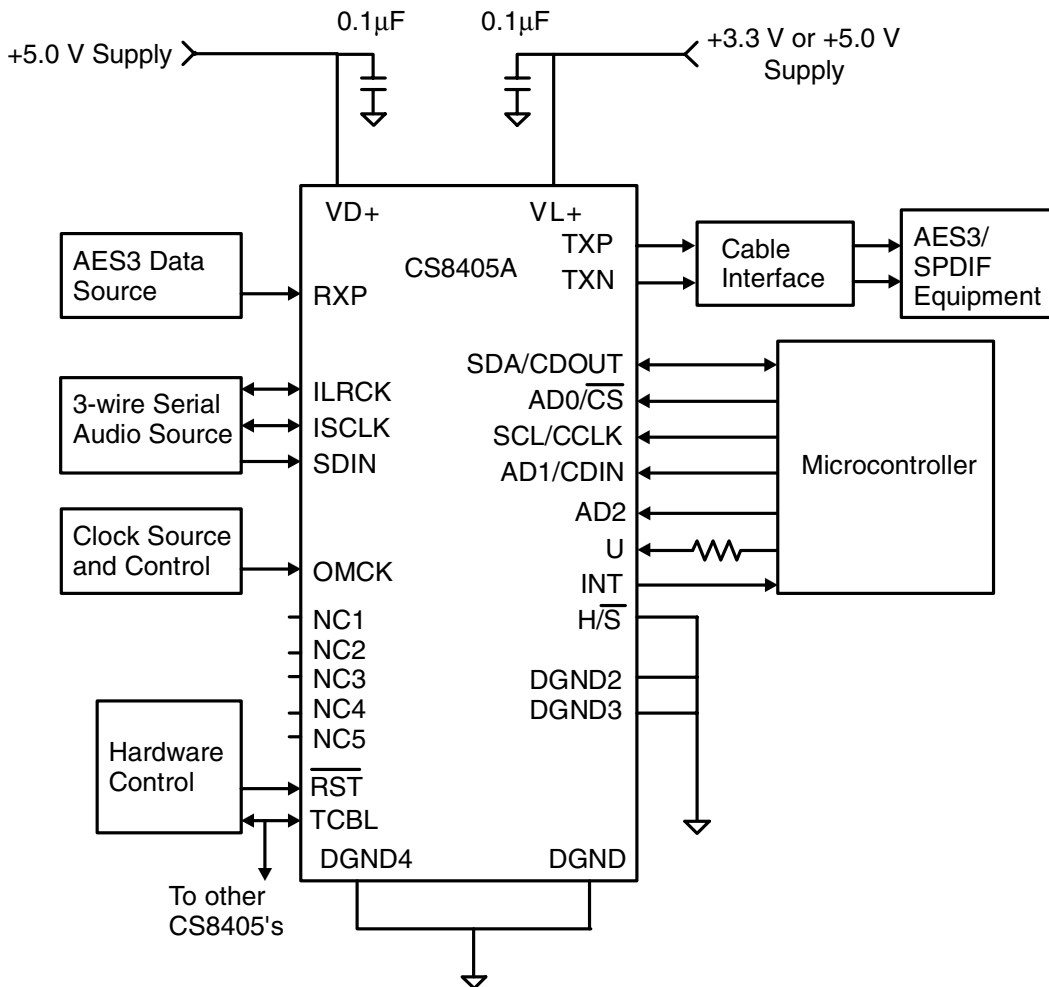 0.1µF
0.1µF
+5.0 V Supply
+3.3 V or +5.0 V
Supply
VD+
VL+
CS8405A
AES3 Data
Source
RXP
TXP
TXN
Cable
Interface
AES3/
SPDIF
Equipment
3-wire Serial
Audio Source
ILRCK
ISCLK
SDIN
SDA/CDOUT
AD0/C̅S̅
SCL/CCLK
AD1/CDIN
AD2
U
INT
H/S̅
Microcontroller
Clock Source
and Control
OMCK
NC1
NC2
NC3
NC4
NC5
DGND2
DGND3
Hardware
Control
R̅S̅T̅
TCBL
DGND4
DGND
To other
CS8405's